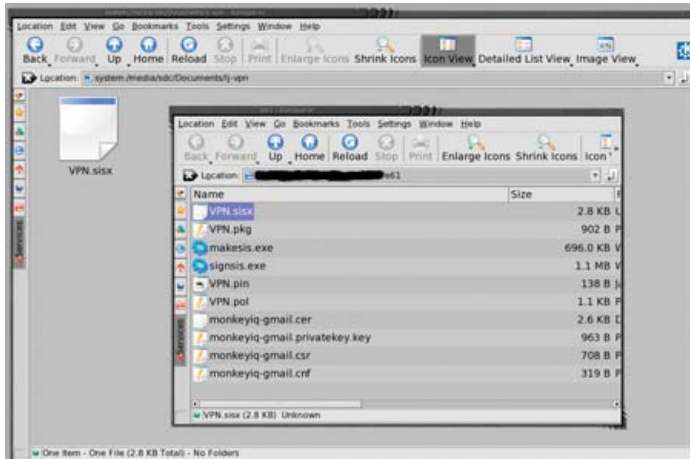 Location Edit View Go Bookmarks Tools Settings Window Help
Back Forward Up Home Reload Stop Print Enlarge Icons Shrink Icons Icon View Detailed List View Image View
Location: system:/media/sdc/Documents/lj-vpn
VPN.sisx
Services
Location Edit View Go Bookmarks Tools Settings Window Help
Back Forward Up Home Reload Stop Print Enlarge Icons Shrink Icons Icon
Location: e61
Name Size
VPN.sisx 2.8 KB
VPN.pkg 902 B P
makesis.exe 696.0 KB
signsis.exe 1.1 MB
VPN.pin 138 B
VPN.pol 1.1 KB P
monkeyiq-gmail.cer 2.6 KB
monkeyiq-gmail.privatekey.key 963 B P
monkeyiq-gmail.csr 708 B P
monkeyiq-gmail.cnf 319 B P
Services
VPN.sisx (2.8 KB) Unknown
One Item - One File (2.8 KB Total) - No Folders